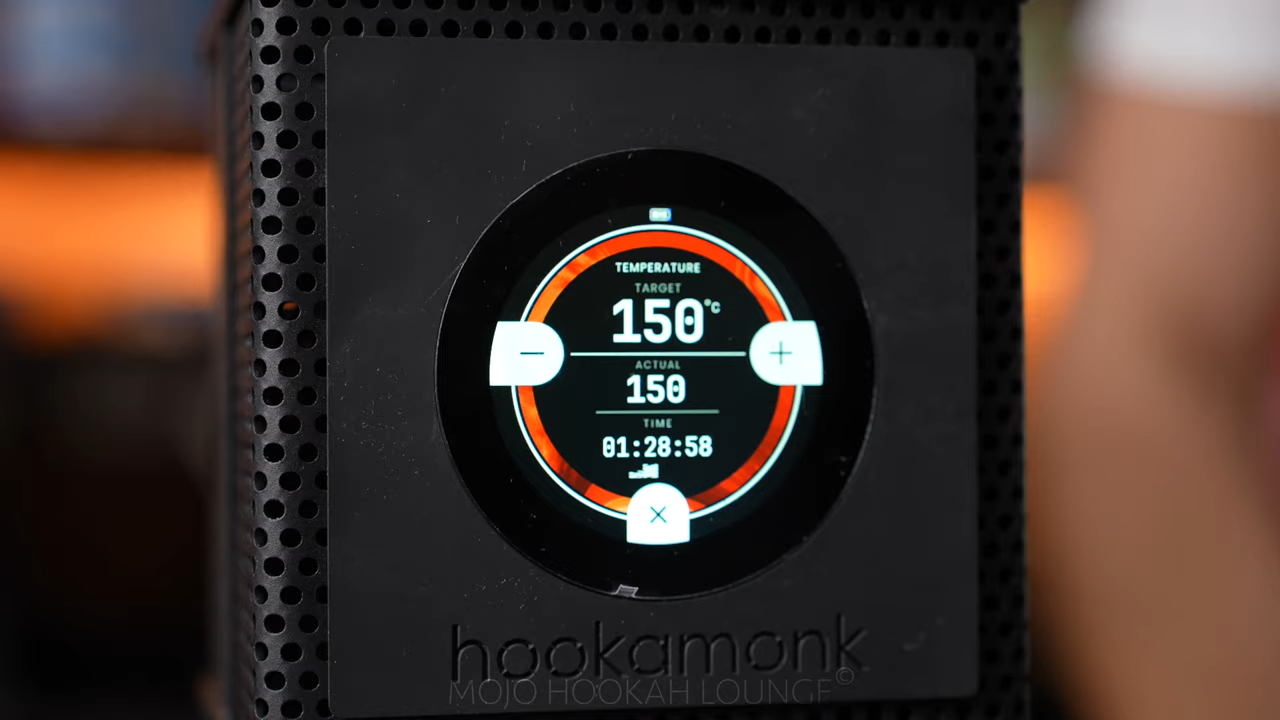 TEMPERATURE
TARGET
150°C
−
+
ACTUAL
150
TIME
01:28:58
×
hookamonk
MOJO HOOKAH LOUNGE©